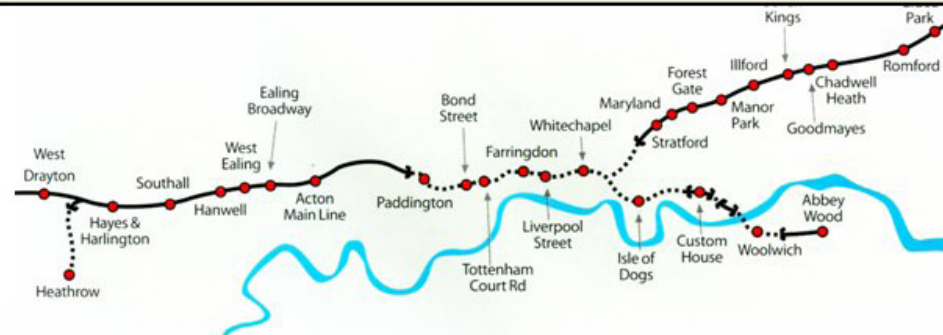 Kings
Park
Romford
Chadwell
Heath
Goodmayes
Illford
Manor
Park
Forest
Gate
Maryland
Stratford
Whitechapel
Farringdon
Liverpool
Street
Bond
Street
Tottenham
Court Rd
Paddington
Ealing
Broadway
Acton
Main Line
West
Ealing
Hanwell
Southall
Hayes &
Harlington
West
Drayton
Heathrow
Isle of
Dogs
Custom
House
Woolwich
Abbey
Wood